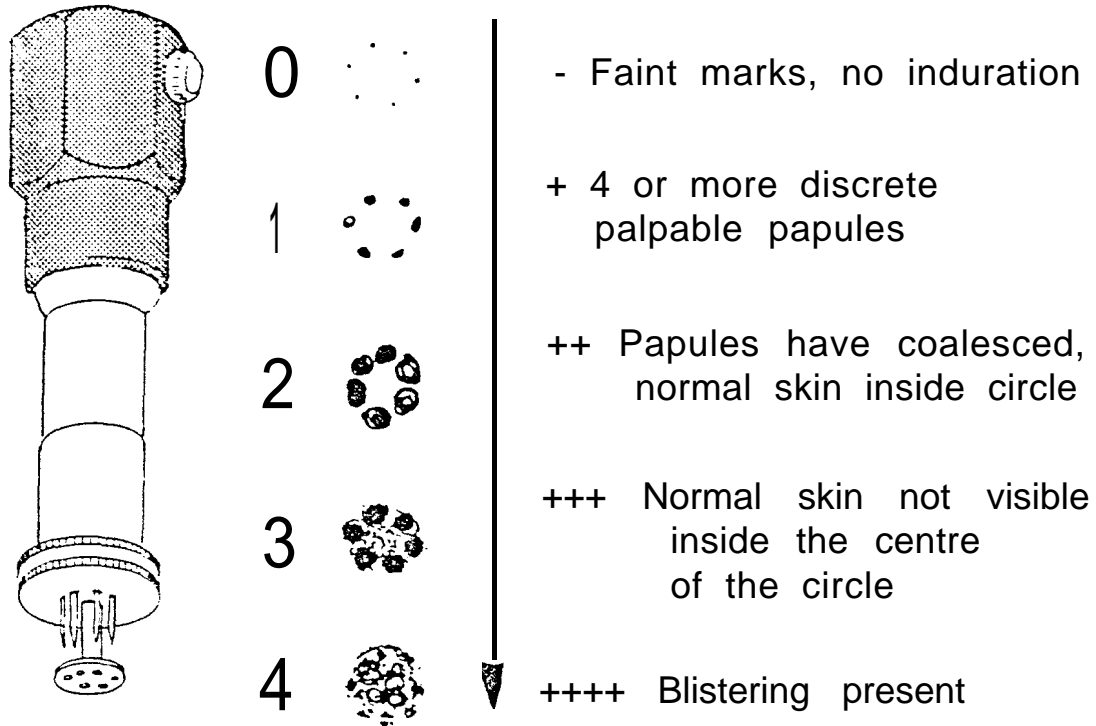 0
- Faint marks, no induration
1
+ 4 or more discrete
palpable papules
2
++ Papules have coalesced,
normal skin inside circle
3
+++ Normal skin not visible
inside the centre
of the circle
4
++++ Blistering present